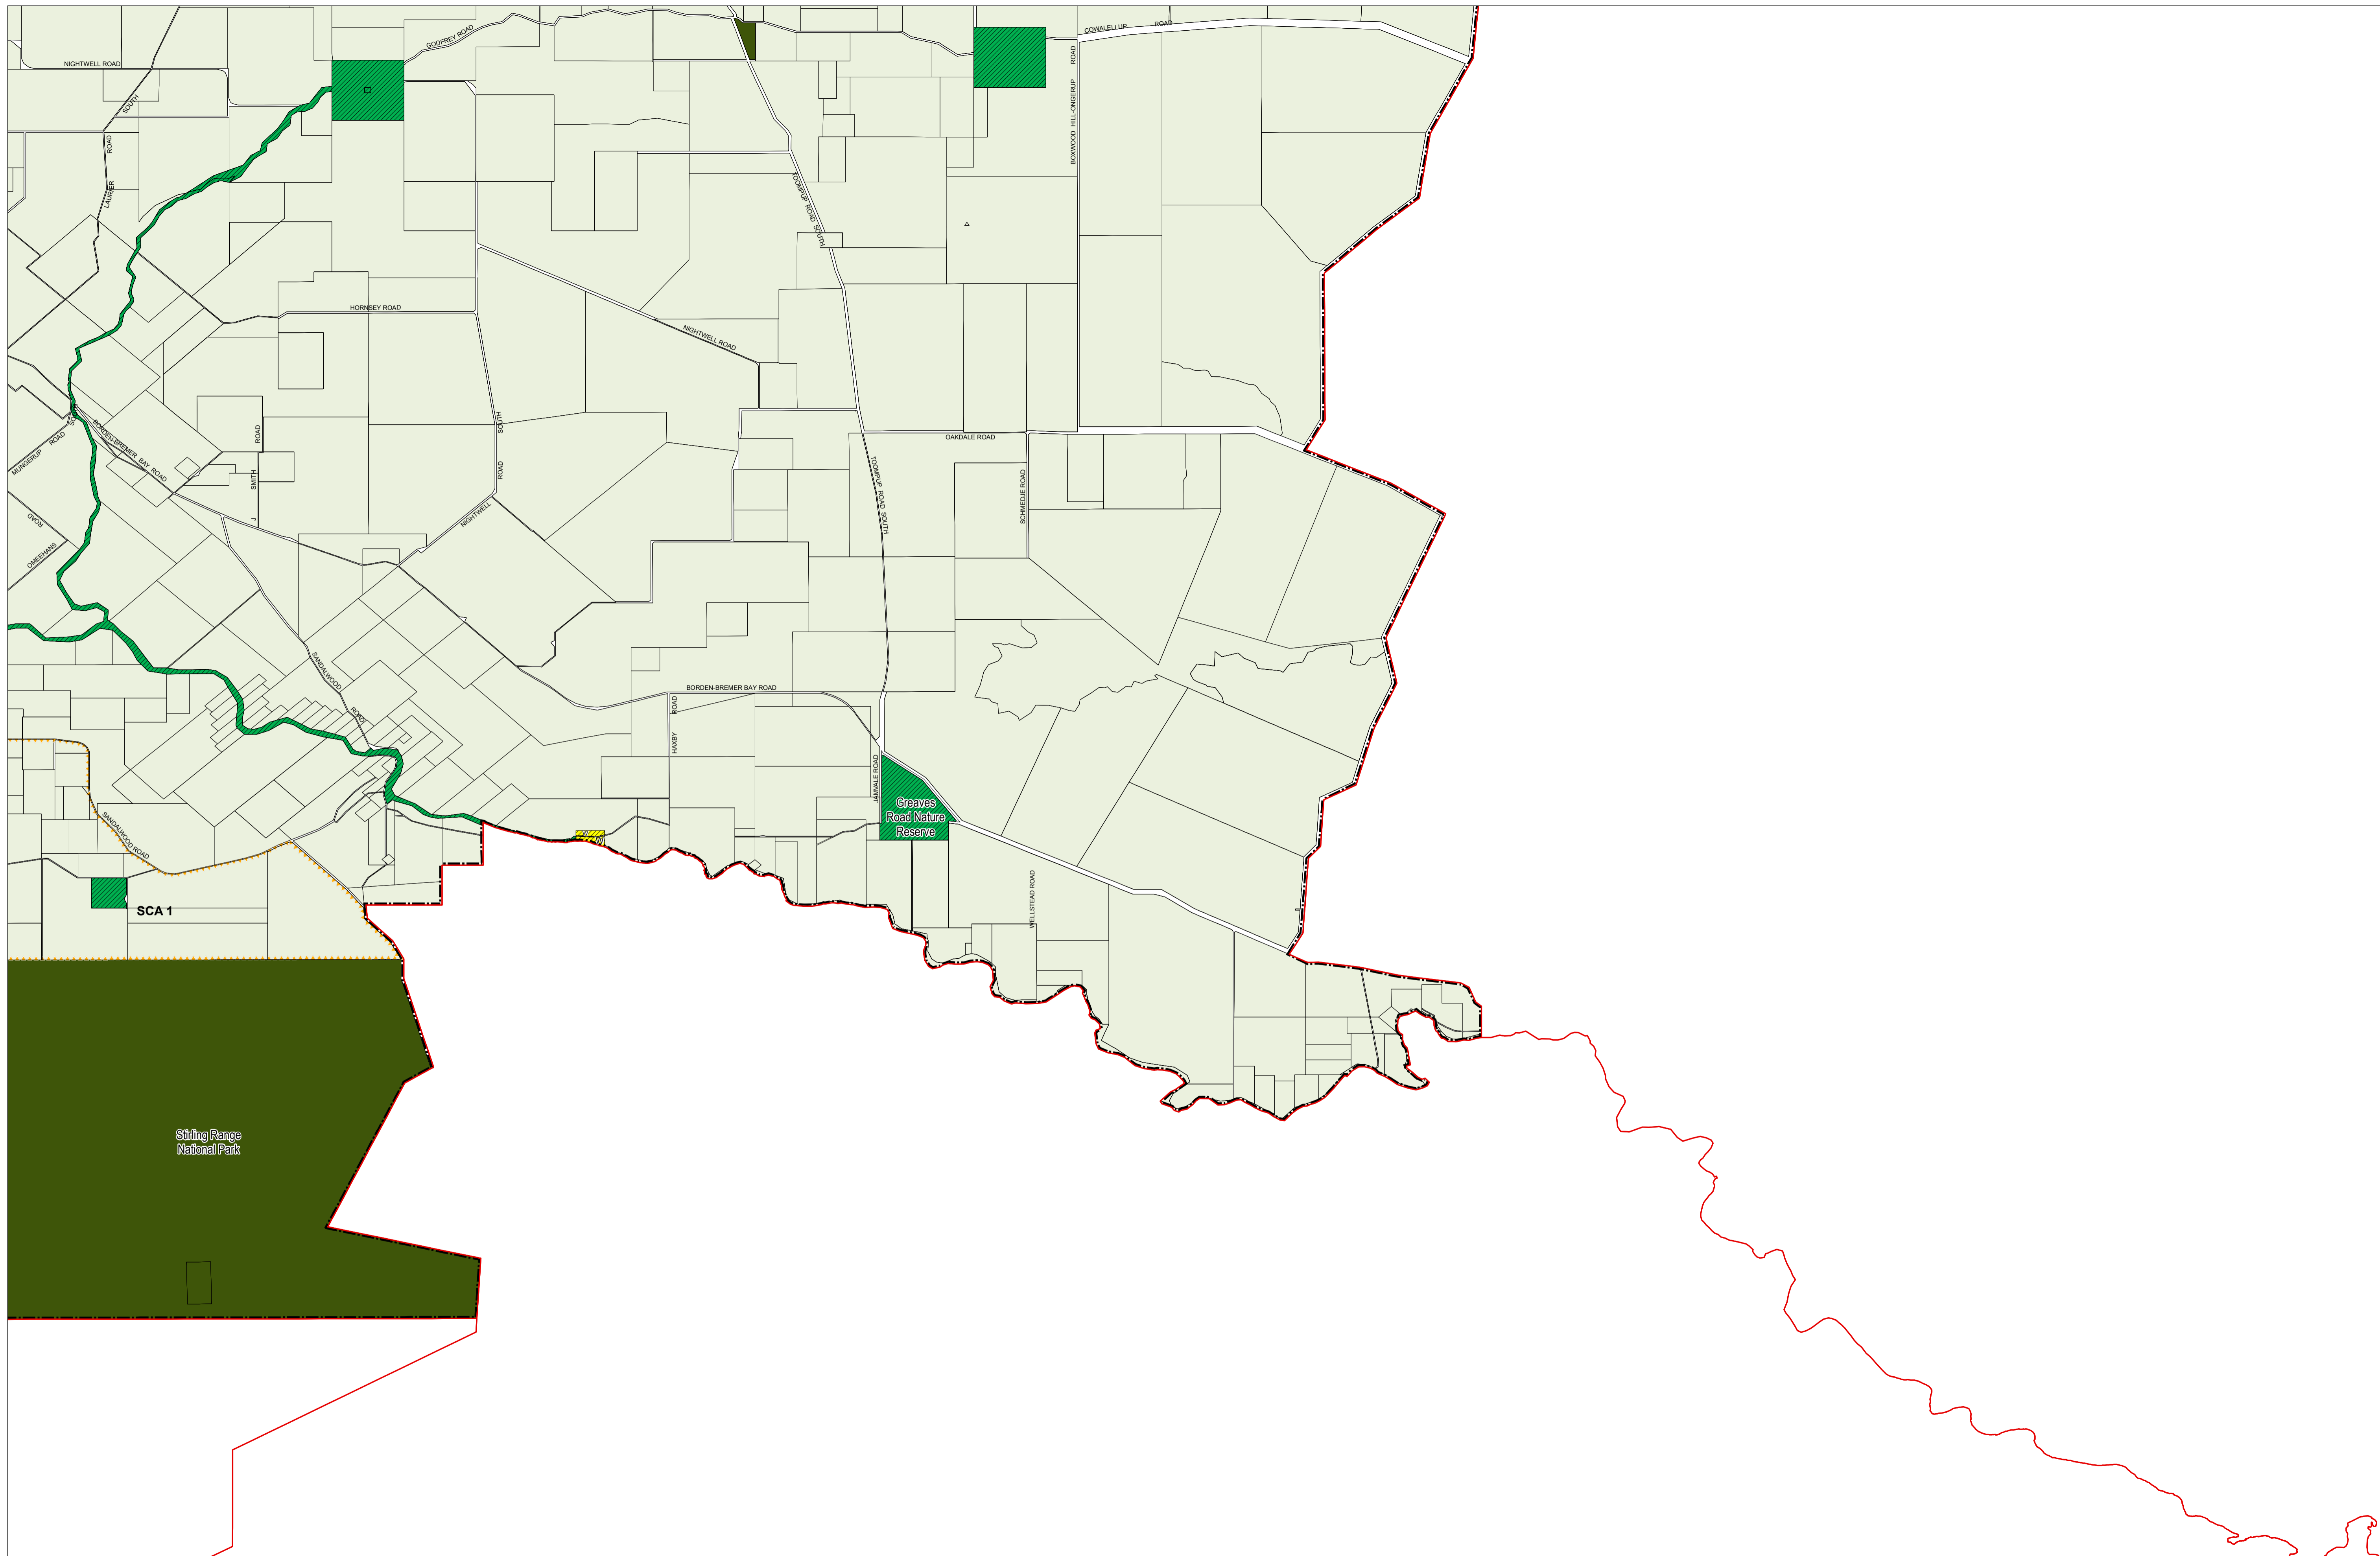 COWALELLUP ROAD
GODFREY ROAD
NIGHTWELL ROAD
SOUTH
BOXWOOD HILL-ONGERUP ROAD
LAURIER ROAD
TOOMPUP ROAD SOUTH
HORNSEY ROAD
NIGHTWELL ROAD
MUNGERUP ROAD
BORDEN-BREMER BAY ROAD
J SMITH ROAD
NIGHTWELL ROAD SOUTH
OAKDALE ROAD
TOOMPUP ROAD SOUTH
SCHMEDJE ROAD
OMEEHANS ROAD
SANDALWOOD ROAD
BORDEN-BREMER BAY ROAD
HAXBY ROAD
JAMVALE ROAD
Greaves
Road Nature
Reserve
SANDALWOOD ROAD
WELLSTEAD ROAD
SCA 1
Stirling Range
National Park